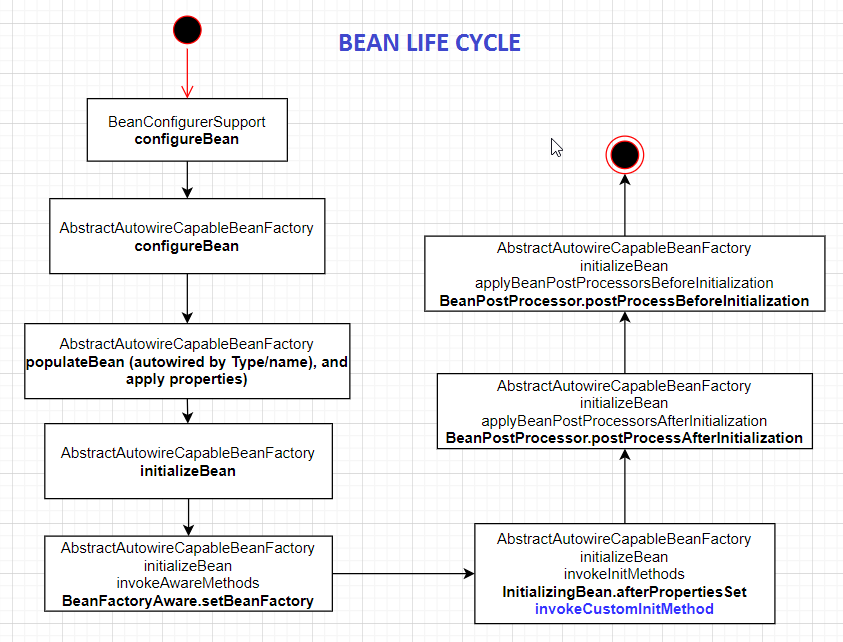 BEAN LIFE CYCLE
BeanConfigurerSupport
configureBean
AbstractAutowireCapableBeanFactory
configureBean
AbstractAutowireCapableBeanFactory
populateBean (autowired by Type/name), and
apply properties)
AbstractAutowireCapableBeanFactory
initializeBean
AbstractAutowireCapableBeanFactory
initializeBean
invokeAwareMethods
BeanFactoryAware.setBeanFactory
AbstractAutowireCapableBeanFactory
initializeBean
invokeInitMethods
InitializingBean.afterPropertiesSet
invokeCustomInitMethod
AbstractAutowireCapableBeanFactory
initializeBean
applyBeanPostProcessorsAfterInitialization
BeanPostProcessor.postProcessAfterInitialization
AbstractAutowireCapableBeanFactory
initializeBean
applyBeanPostProcessorsBeforeInitialization
BeanPostProcessor.postProcessBeforeInitialization